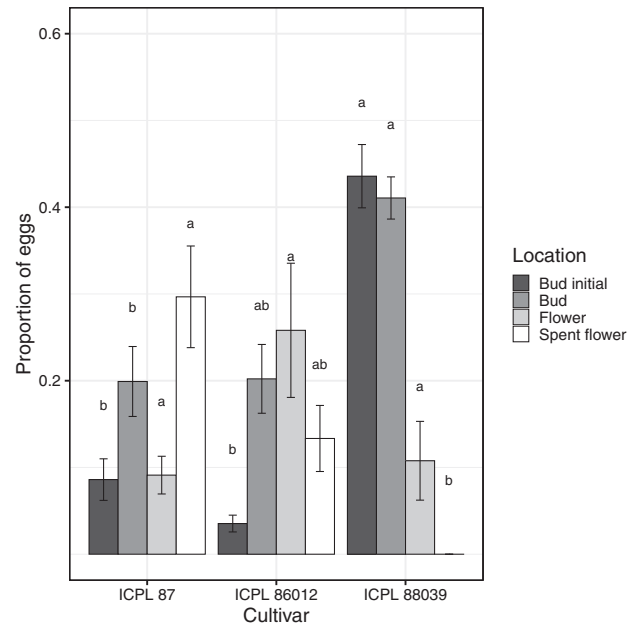 0.6
0.4
0.2
Proportion of eggs
b
b
a
a
b
ab
a
ab
a
a
a
b
ICPL 87
ICPL 86012
ICPL 88039
Cultivar
Location
Bud initial
Bud
Flower
Spent flower